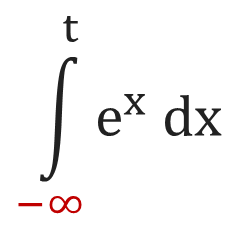 t
∫ eˣ dx
−∞